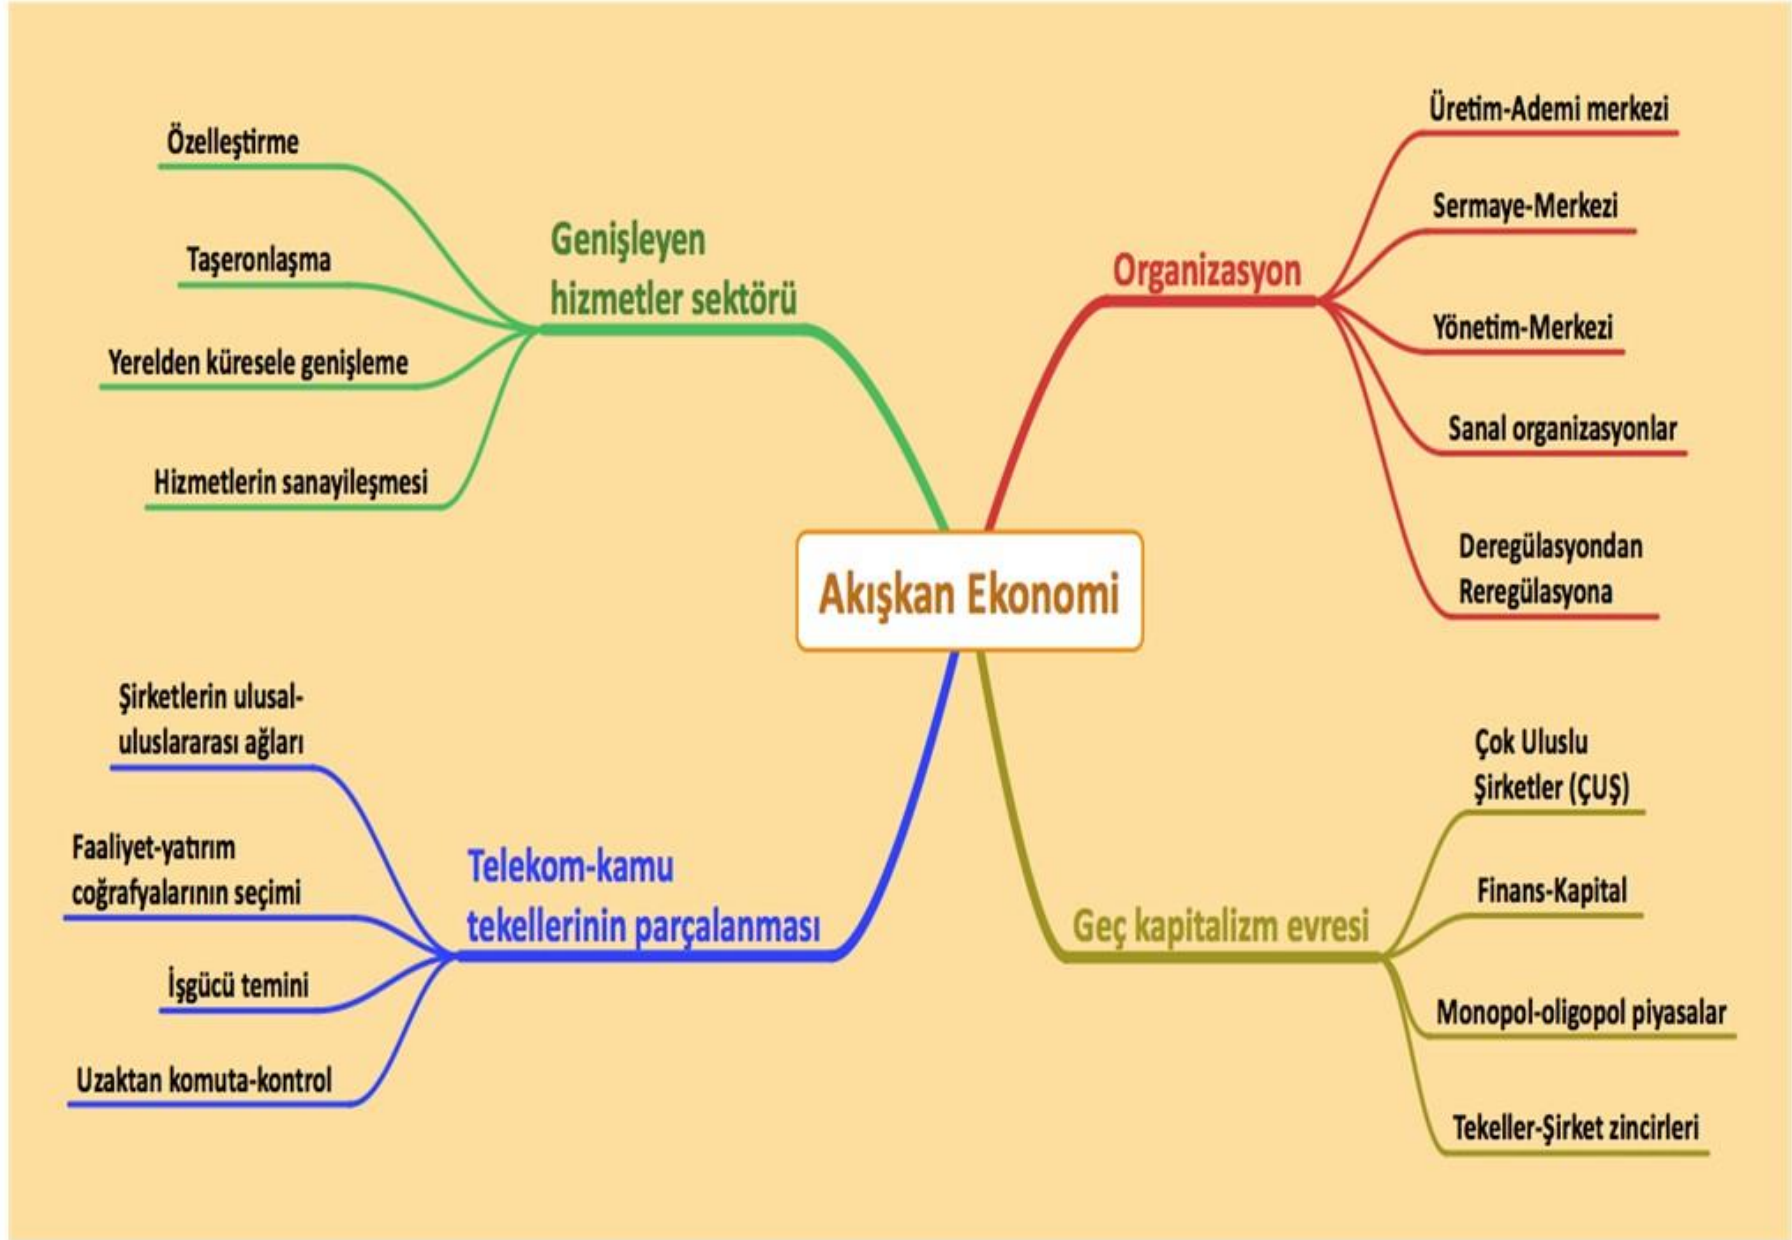 Akışkan Ekonomi
Organizasyon
Üretim-Ademi merkezi
Sermaye-Merkezi
Yönetim-Merkezi
Sanal organizasyonlar
Deregülasyondan
Reregülasyona
Geç kapitalizm evresi
Çok Uluslu
Şirketler (ÇUŞ)
Finans-Kapital
Monopol-oligopol piyasalar
Tekeller-Şirket zincirleri
Genişleyen
hizmetler sektörü
Özelleştirme
Taşeronlaşma
Yerelden küresele genişleme
Hizmetlerin sanayileşmesi
Telekom-kamu
tekellerinin parçalanması
Şirketlerin ulusal-
uluslararası ağları
Faaliyet-yatırım
coğrafyalarının seçimi
İşgücü temini
Uzaktan komuta-kontrol